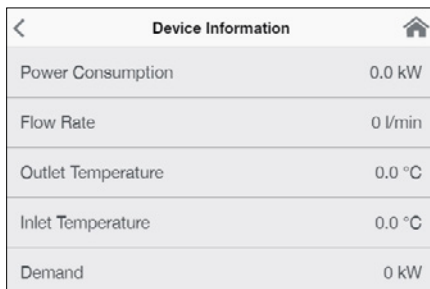 Device Information
Power Consumption 0.0 kW
Flow Rate 0 l/min
Outlet Temperature 0.0 °C
Inlet Temperature 0.0 °C
Demand 0 kW